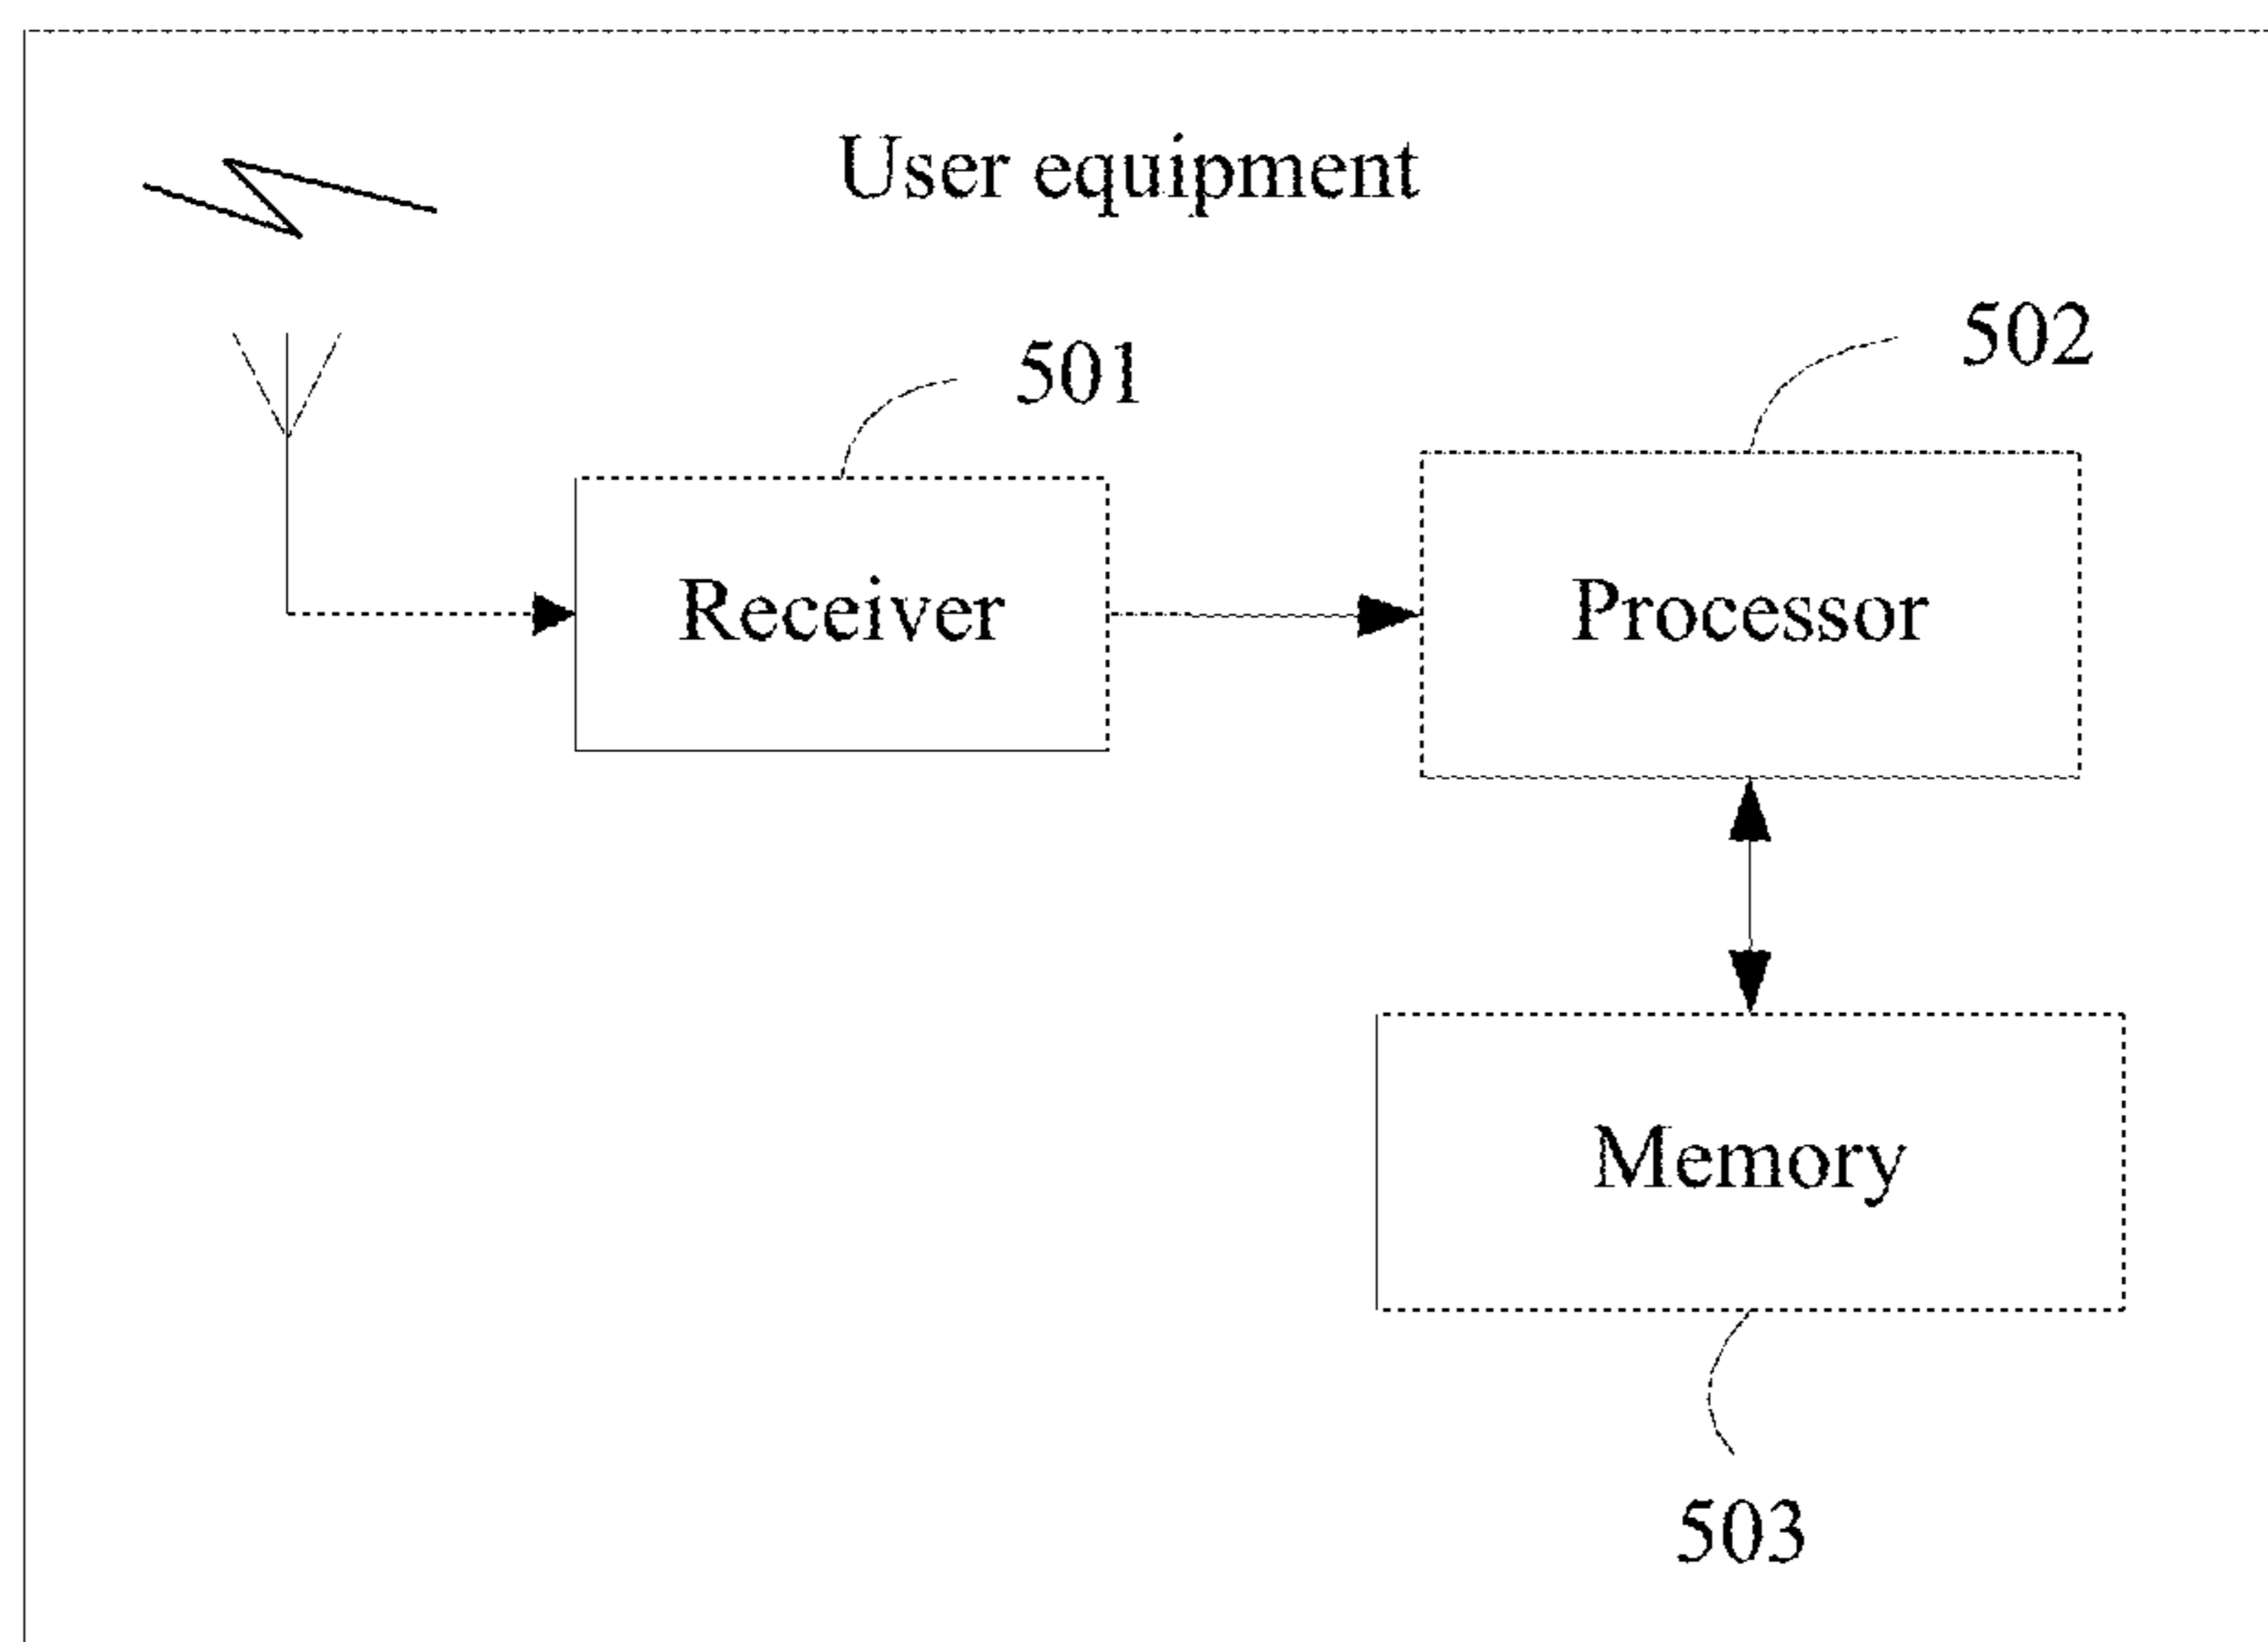 User equipment
501
502
Receiver
Processor
Memory
503